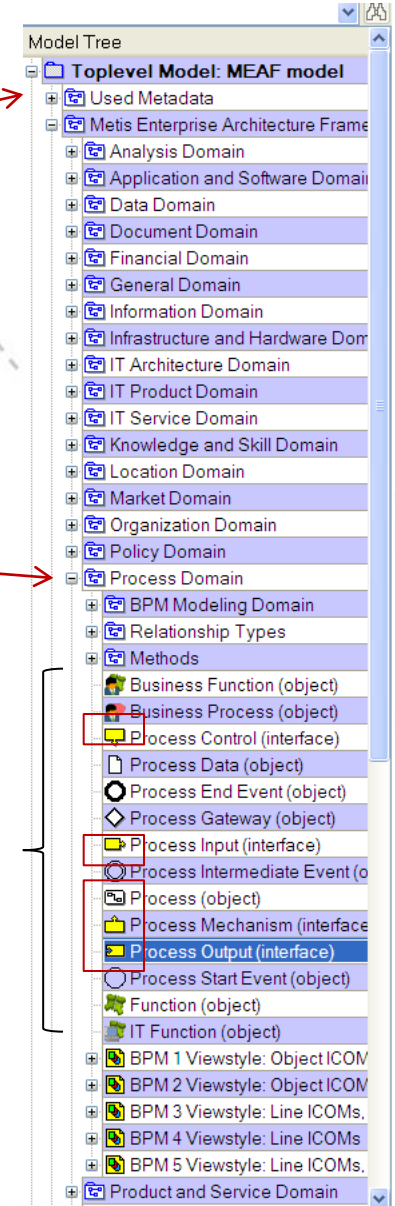 Model Tree
Toplevel Model: MEAF model
Used Metadata
Metis Enterprise Architecture Frame
Analysis Domain
Application and Software Domai
Data Domain
Document Domain
Financial Domain
General Domain
Information Domain
Infrastructure and Hardware Dom
IT Architecture Domain
IT Product Domain
IT Service Domain
Knowledge and Skill Domain
Location Domain
Market Domain
Organization Domain
Policy Domain
Process Domain
BPM Modeling Domain
Relationship Types
Methods
Business Function (object)
Business Process (object)
Process Control (interface)
Process Data (object)
Process End Event (object)
Process Gateway (object)
Process Input (interface)
Process Intermediate Event (o
Process (object)
Process Mechanism (interface
Process Output (interface)
Process Start Event (object)
Function (object)
IT Function (object)
BPM 1 Viewstyle: Object ICOM
BPM 2 Viewstyle: Object ICOM
BPM 3 Viewstyle: Line ICOMs,
BPM 4 Viewstyle: Line ICOMs
BPM 5 Viewstyle: Line ICOMs,
Product and Service Domain